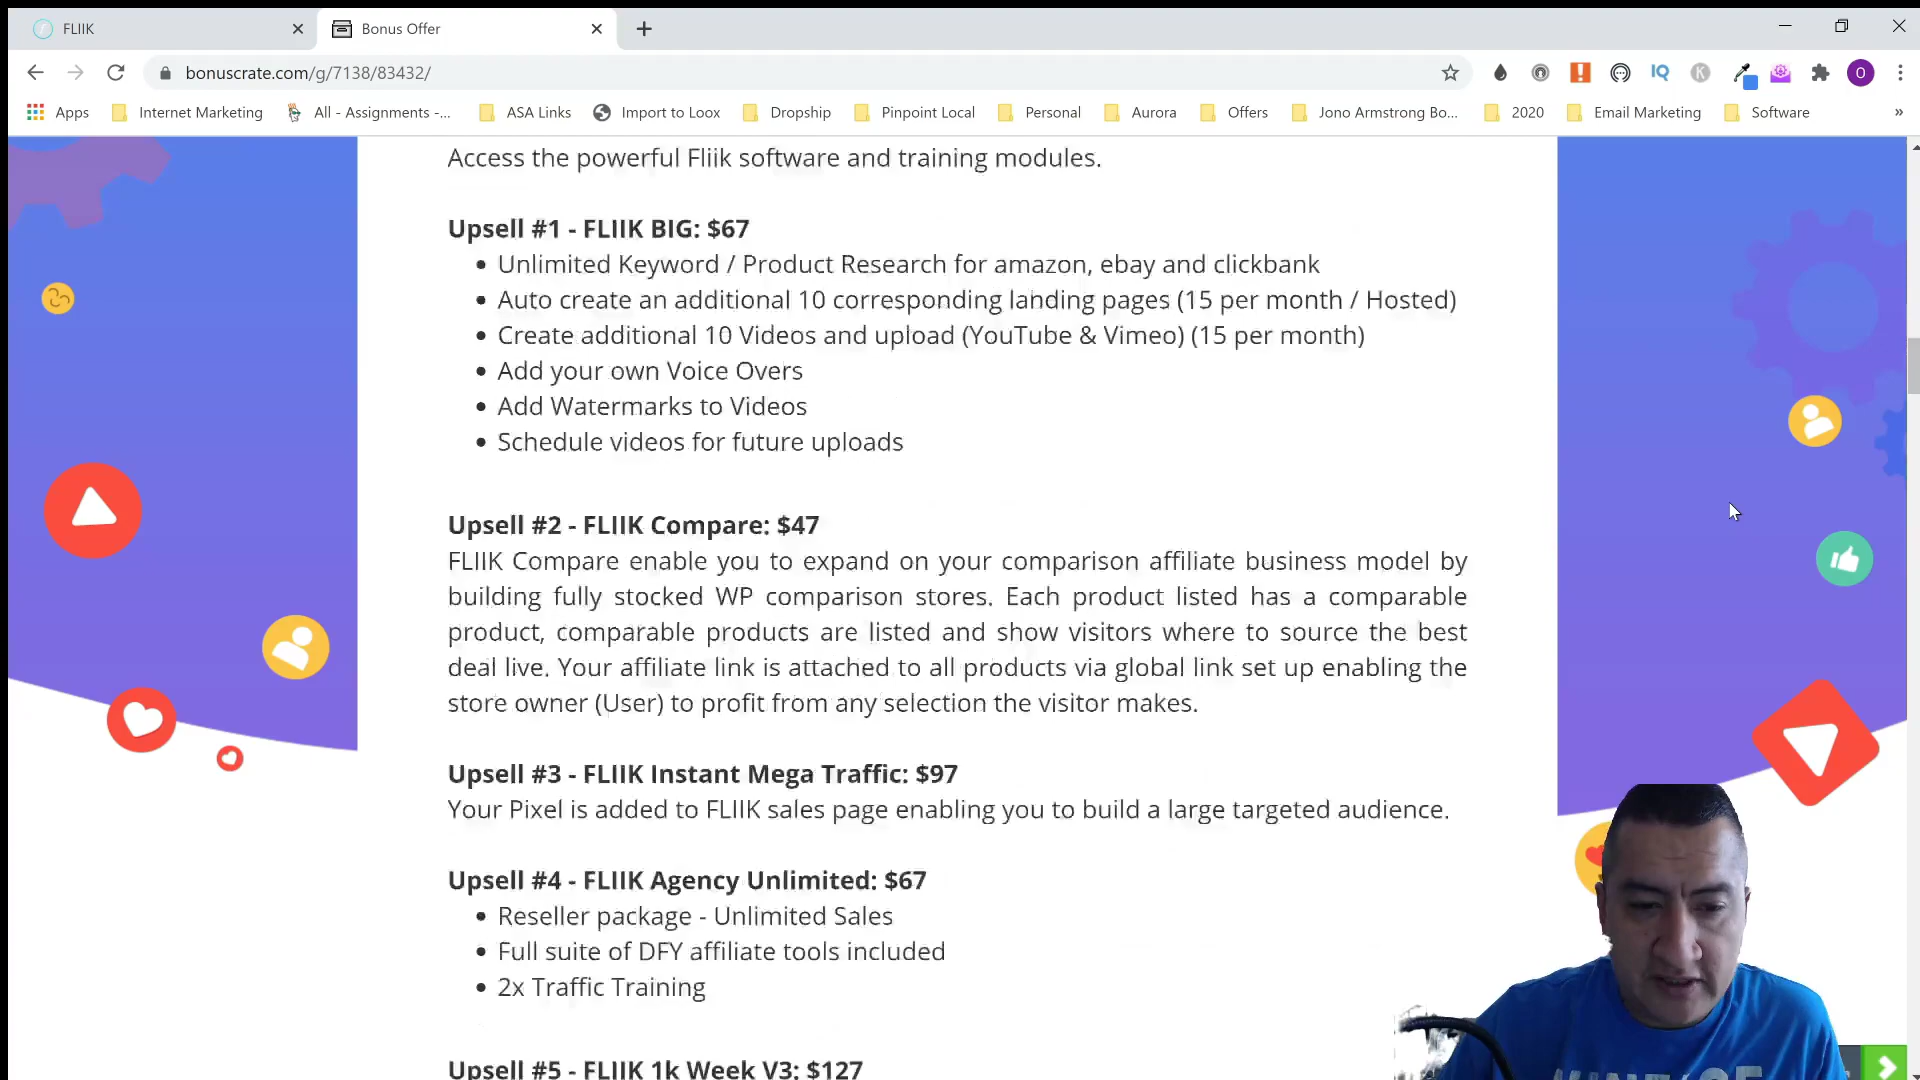 FLIIK
Bonus Offer
bonuscrate.com/g/7138/83432/
IQ
K
O
Apps
Internet Marketing
All - Assignments -...
ASA Links
Import to Loox
Dropship
Pinpoint Local
Personal
Aurora
Offers
Jono Armstrong Bo...
2020
Email Marketing
Software
»
Access the powerful Fliik software and training modules.
Upsell #1 - FLIIK BIG: $67
• Unlimited Keyword / Product Research for amazon, ebay and clickbank
• Auto create an additional 10 corresponding landing pages (15 per month / Hosted)
• Create additional 10 Videos and upload (YouTube & Vimeo) (15 per month)
• Add your own Voice Overs
• Add Watermarks to Videos
• Schedule videos for future uploads
Upsell #2 - FLIIK Compare: $47
FLIIK Compare enable you to expand on your comparison affiliate business model by
building fully stocked WP comparison stores. Each product listed has a comparable
product, comparable products are listed and show visitors where to source the best
deal live. Your affiliate link is attached to all products via global link set up enabling the
store owner (User) to profit from any selection the visitor makes.
Upsell #3 - FLIIK Instant Mega Traffic: $97
Your Pixel is added to FLIIK sales page enabling you to build a large targeted audience.
Upsell #4 - FLIIK Agency Unlimited: $67
• Reseller package - Unlimited Sales
• Full suite of DFY affiliate tools included
• 2x Traffic Training
Upsell #5 - FLIIK 1k Week V3: $127